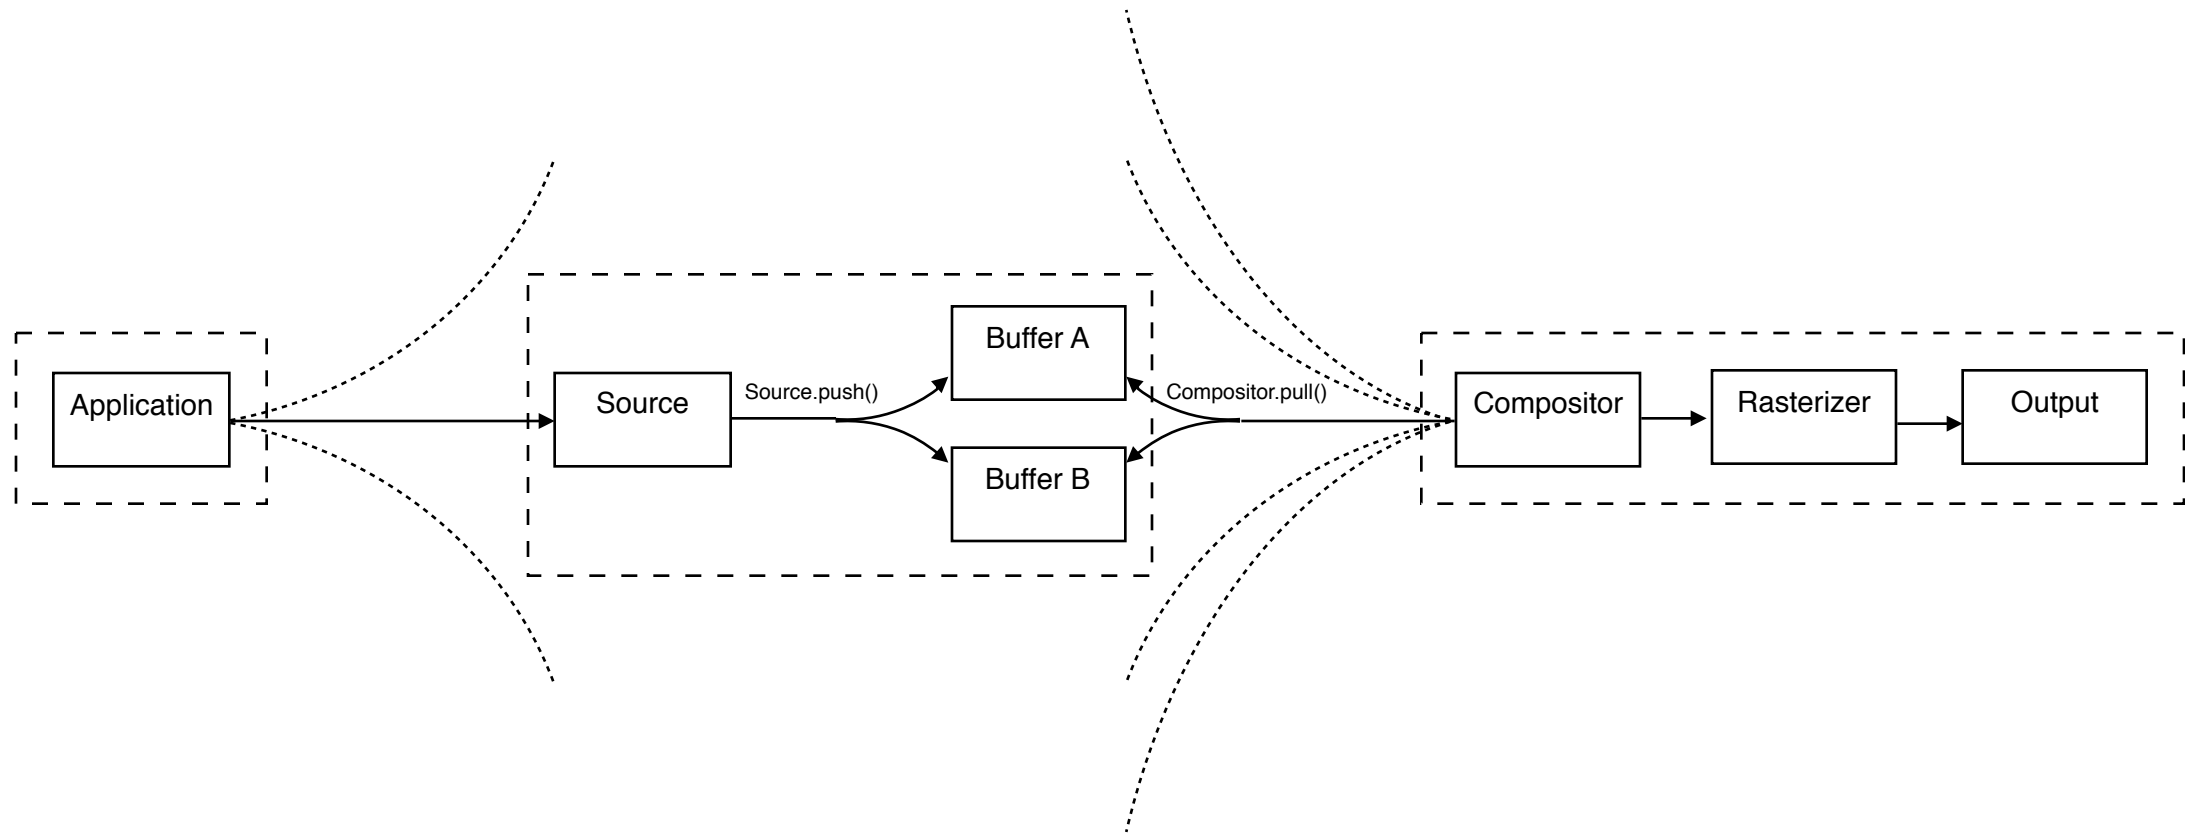 Application
Source
Source.push()
Buffer A
Buffer B
Compositor.pull()
Compositor
Rasterizer
Output